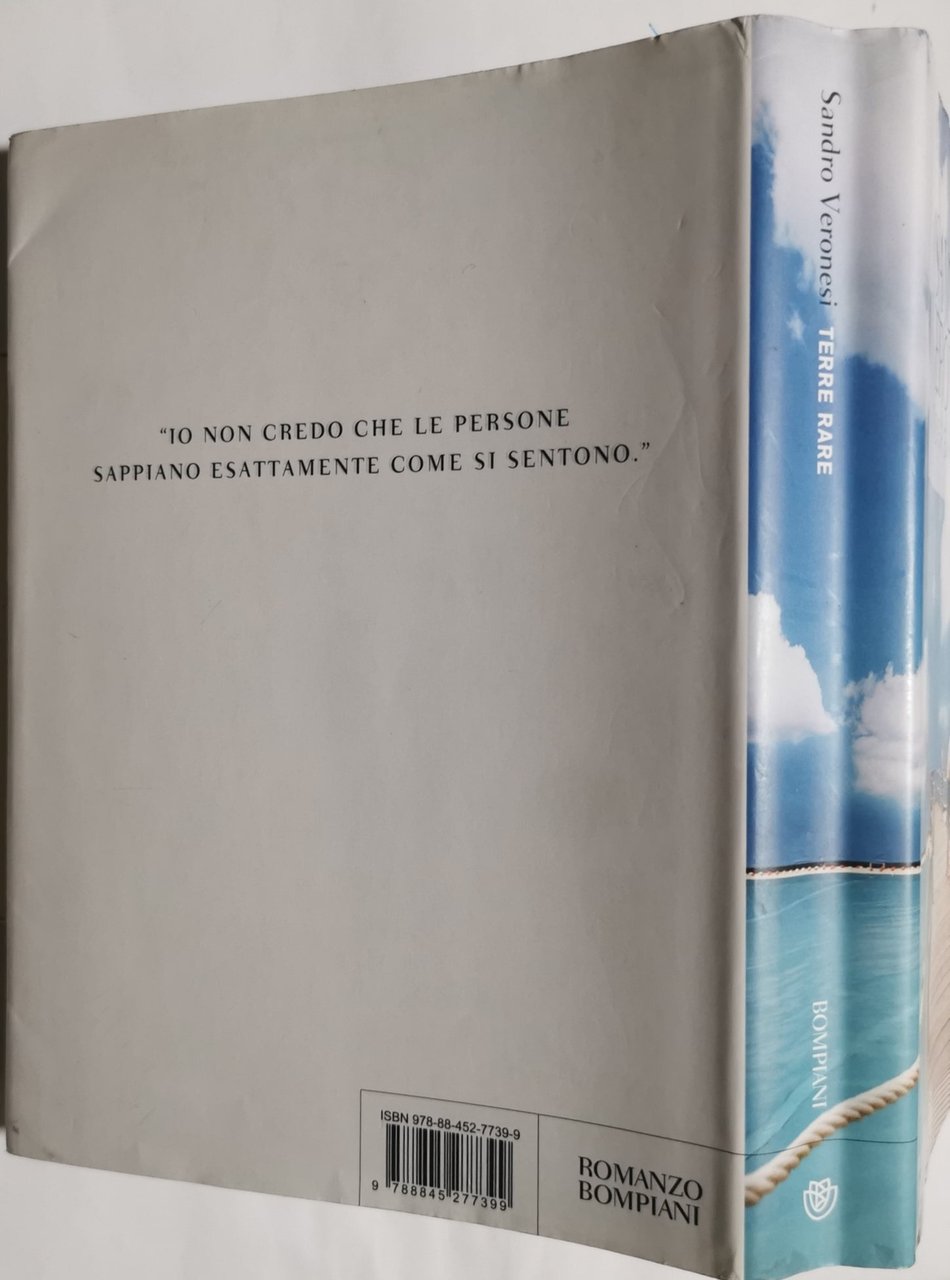 “IO NON CREDO CHE LE PERSONE
SAPPIANO ESATTAMENTE COME SI SENTONO.”
ISBN 978-88-452-7739-9
9 788845 277399
ROMANZO
BOMPIANI
Sandro Veronesi TERRE RARE
BOMPIANI